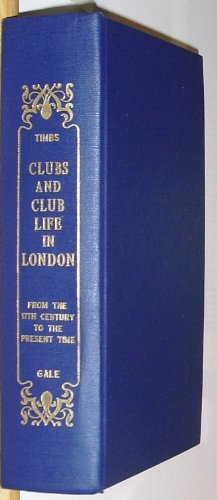 TIMBS
CLUBS
AND
CLUB
LIFE
IN
LONDON
FROM THE
17TH CENTURY
TO THE
PRESENT TIME
GALE